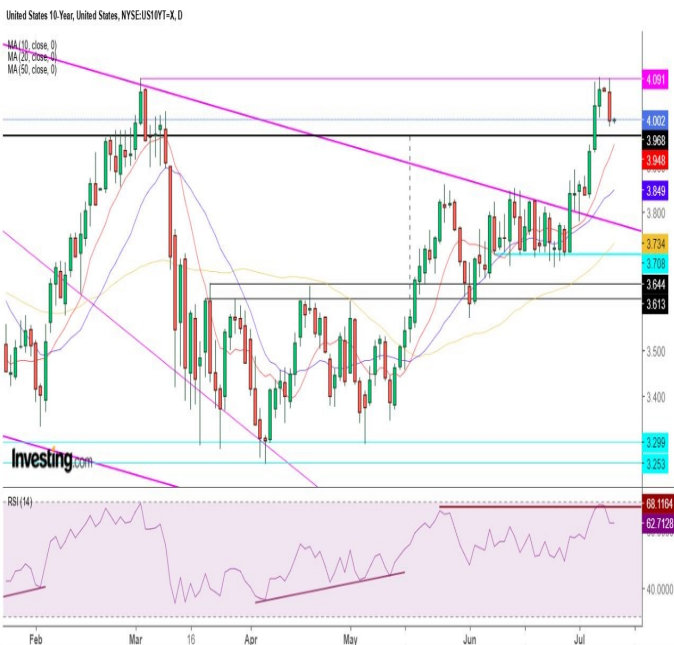 United States 10-Year, United States, NYSE:US10YT=X, D
MA (10, close, 0)
MA (20, close, 0)
MA (50, close, 0)
4.091
4.002
3.968
3.948
3.849
3.800
3.734
3.708
3.644
3.613
3.500
3.400
3.299
3.253
Investing.com
RSI (14)
68.1164
62.7128
40.0000
Feb Mar 16 Apr May Jun Jul